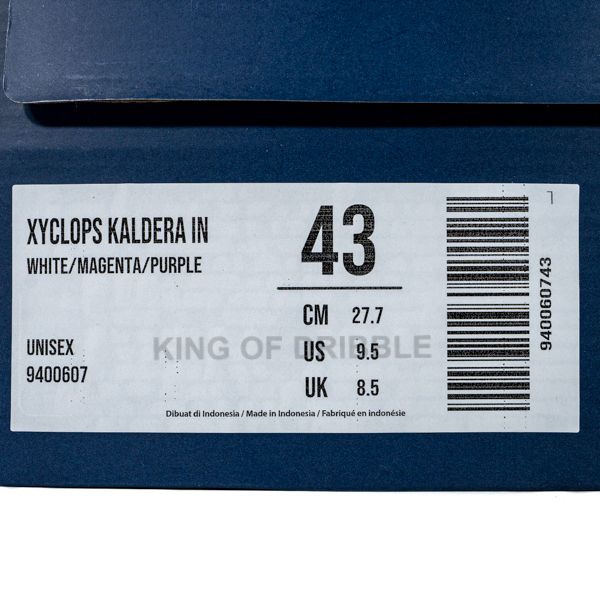 XYCLOPS KALDERA IN
WHITE/MAGENTA/PURPLE
UNISEX
9400607
43
CM 27.7
US 9.5
UK 8.5
KING OF DRIBBLE
Dibuat di Indonesia / Made in Indonesia / Fabriqué en indonésie
940060743